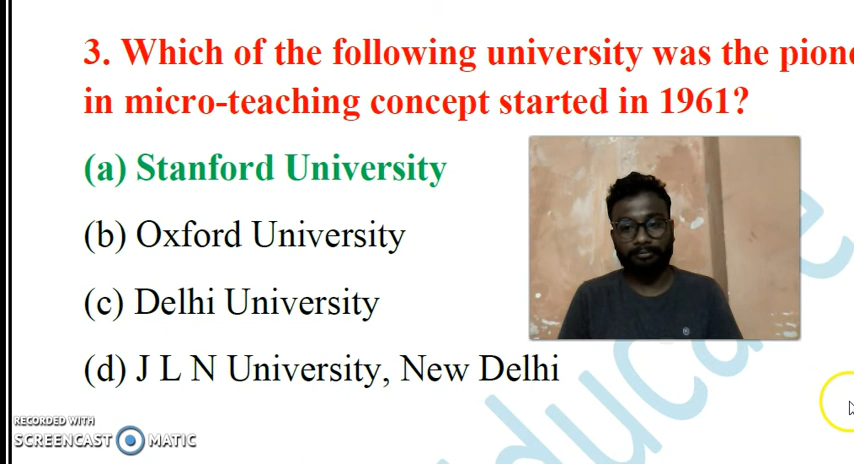 3. Which of the following university was the pion
in micro-teaching concept started in 1961?
(a) Stanford University
(b) Oxford University
(c) Delhi University
(d) J L N University, New Delhi
RECORDED WITH
SCREENCAST MATIC